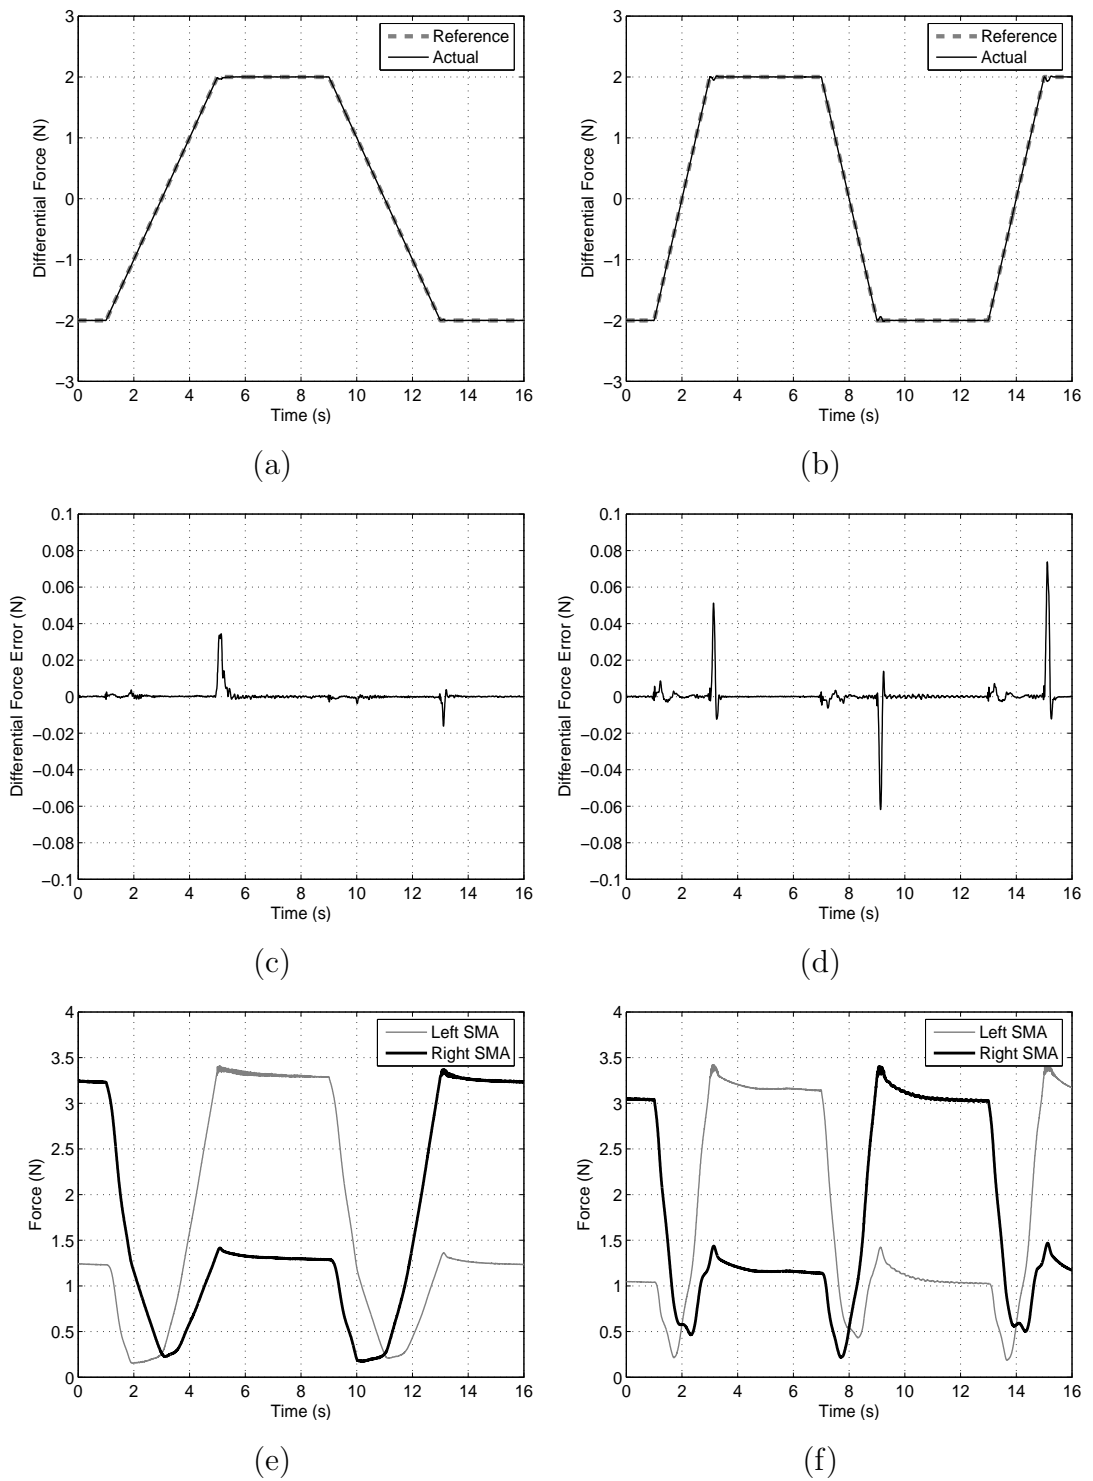 3
2
1
0
−1
−2
−3
Differential Force (N)
Reference
Actual
0 2 4 6 8 10 12 14 16
Time (s)
(a)
3
2
1
0
−1
−2
−3
Differential Force (N)
Reference
Actual
0 2 4 6 8 10 12 14 16
Time (s)
(b)
0.1
0.08
0.06
0.04
0.02
0
−0.02
−0.04
−0.06
−0.08
−0.1
Differential Force Error (N)
0 2 4 6 8 10 12 14 16
Time (s)
(c)
0.1
0.08
0.06
0.04
0.02
0
−0.02
−0.04
−0.06
−0.08
−0.1
Differential Force Error (N)
0 2 4 6 8 10 12 14 16
Time (s)
(d)
4
3.5
3
2.5
2
1.5
1
0.5
0
Force (N)
Left SMA
Right SMA
0 2 4 6 8 10 12 14 16
Time (s)
(e)
4
3.5
3
2.5
2
1.5
1
0.5
0
Force (N)
Left SMA
Right SMA
0 2 4 6 8 10 12 14 16
Time (s)
(f)